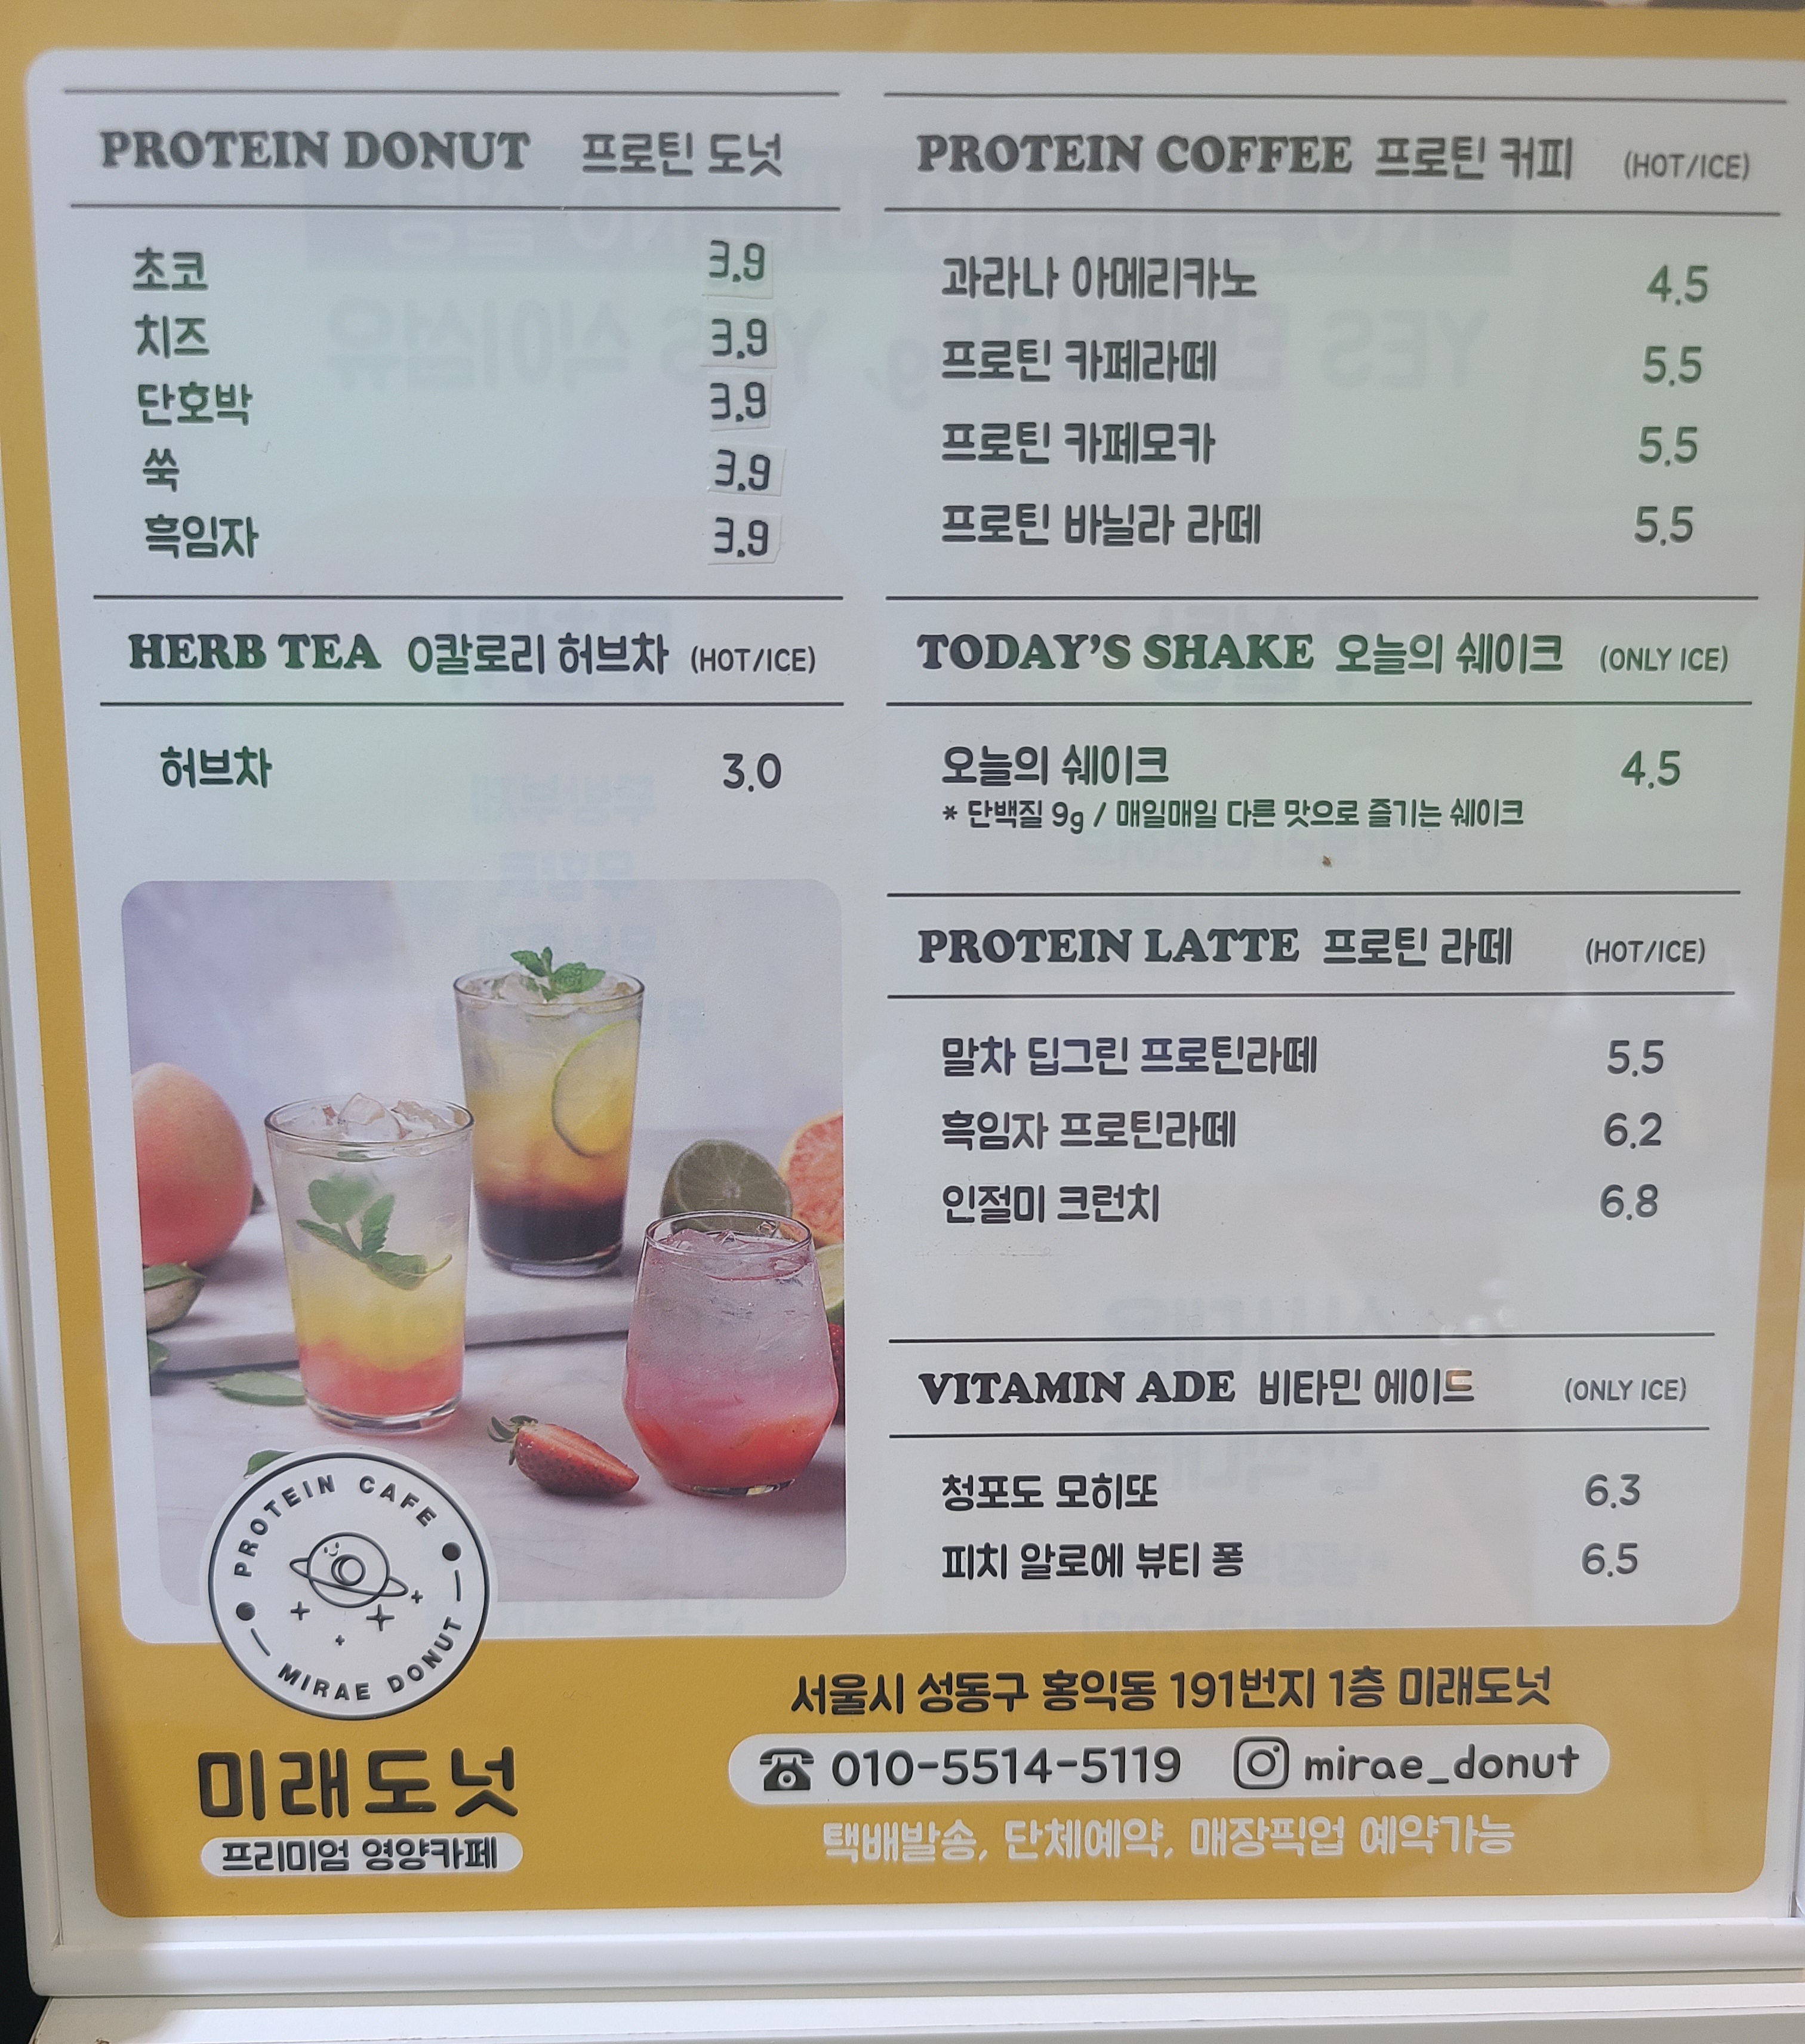 PROTEIN DONUT 프로틴 도넛
초코 3.9
치즈 3.9
단호박 3.9
쑥 3.9
흑임자 3.9
HERB TEA 0칼로리 허브차 (HOT/ICE)
허브차 3.0
PROTEIN COFFEE 프로틴 커피 (HOT/ICE)
과라나 아메리카노 4.5
프로틴 카페라떼 5.5
프로틴 카페모카 5.5
프로틴 바닐라 라떼 5.5
TODAY'S SHAKE 오늘의 쉐이크 (ONLY ICE)
오늘의 쉐이크 4.5
* 단백질 9g / 매일매일 다른 맛으로 즐기는 쉐이크
PROTEIN LATTE 프로틴 라떼 (HOT/ICE)
말차 딥그린 프로틴라떼 5.5
흑임자 프로틴라떼 6.2
인절미 크런치 6.8
VITAMIN ADE 비타민 에이드 (ONLY ICE)
청포도 모히또 6.3
피치 알로에 뷰티 퐁 6.5
PROTEIN CAFE
MIRAE DONUT
미래도넛
프리미엄 영양카페
서울시 성동구 홍익동 191번지 1층 미래도넛
010-5514-5119 mirae_donut
택배발송, 단체예약, 매장픽업 예약가능